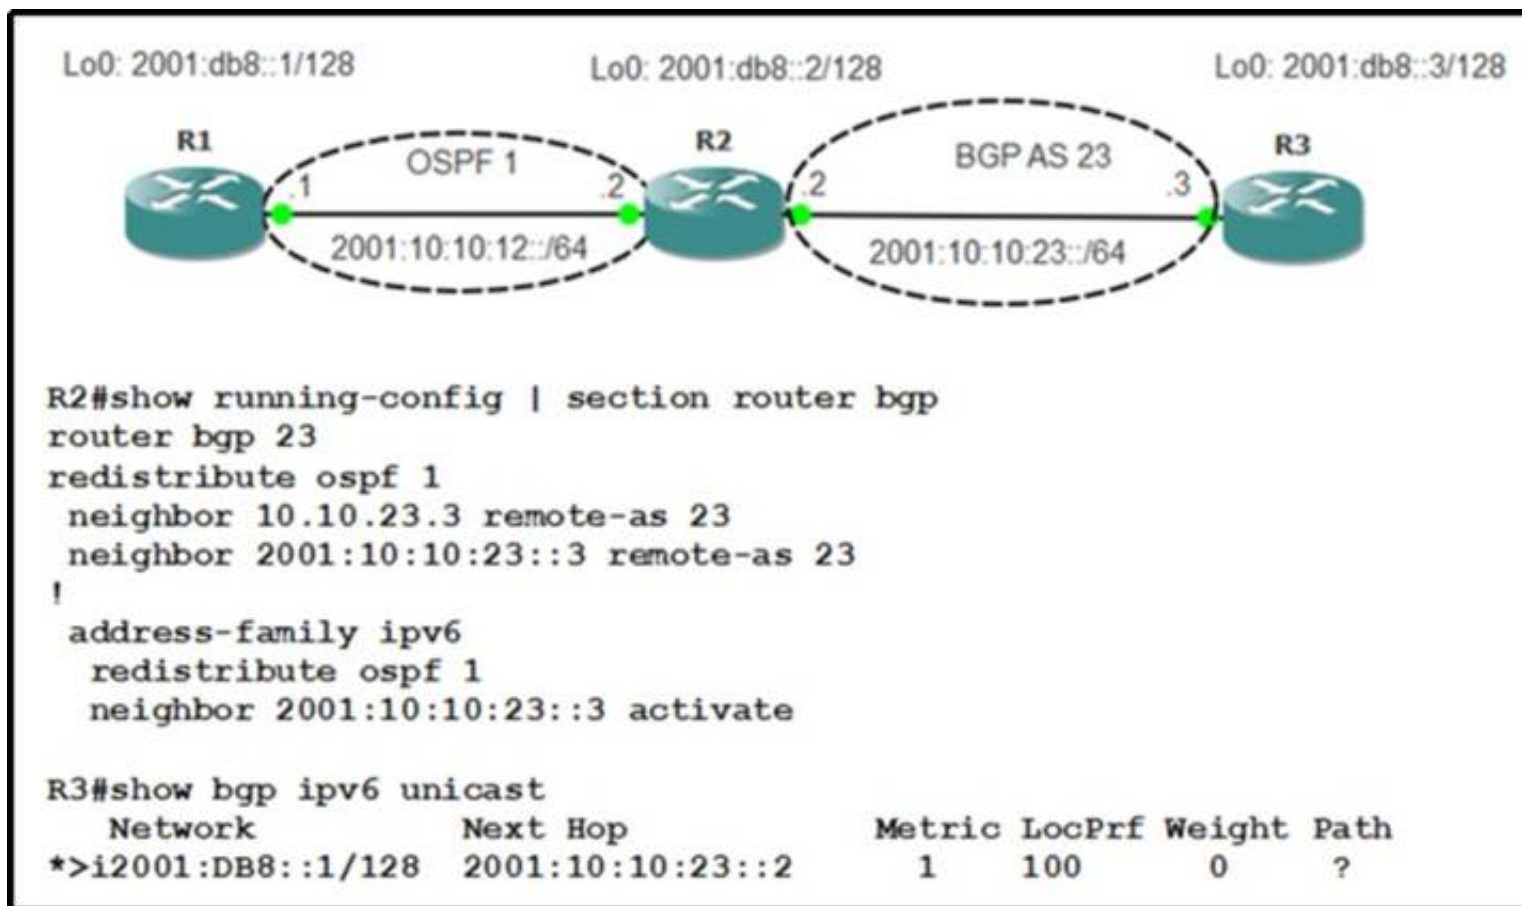 Lo0: 2001:db8::1/128 Lo0: 2001:db8::2/128 Lo0: 2001:db8::3/128
R1 R2 R3
OSPF 1 BGP AS 23
.1 .2 .2 .3
2001:10:10:12::/64 2001:10:10:23::/64
R2#show running-config | section router bgp
router bgp 23
redistribute ospf 1
neighbor 10.10.23.3 remote-as 23
neighbor 2001:10:10:23::3 remote-as 23
!
address-family ipv6
redistribute ospf 1
neighbor 2001:10:10:23::3 activate
R3#show bgp ipv6 unicast
Network Next Hop Metric LocPrf Weight Path
*>i2001:DB8::1/128 2001:10:10:23::2 1 100 0 ?